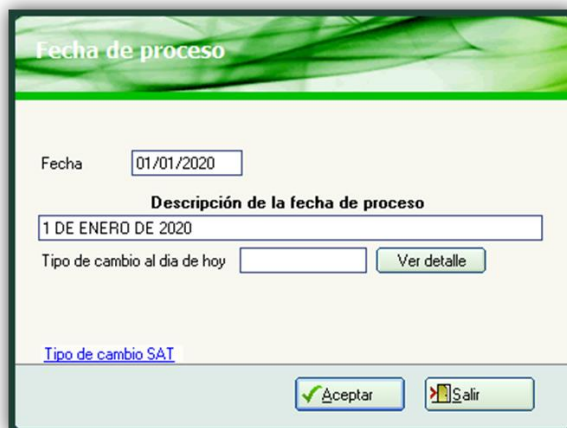 Fecha de proceso
Fecha 01/01/2020
Descripción de la fecha de proceso
1 DE ENERO DE 2020
Tipo de cambio al dia de hoy Ver detalle
Tipo de cambio SAT
Aceptar Salir